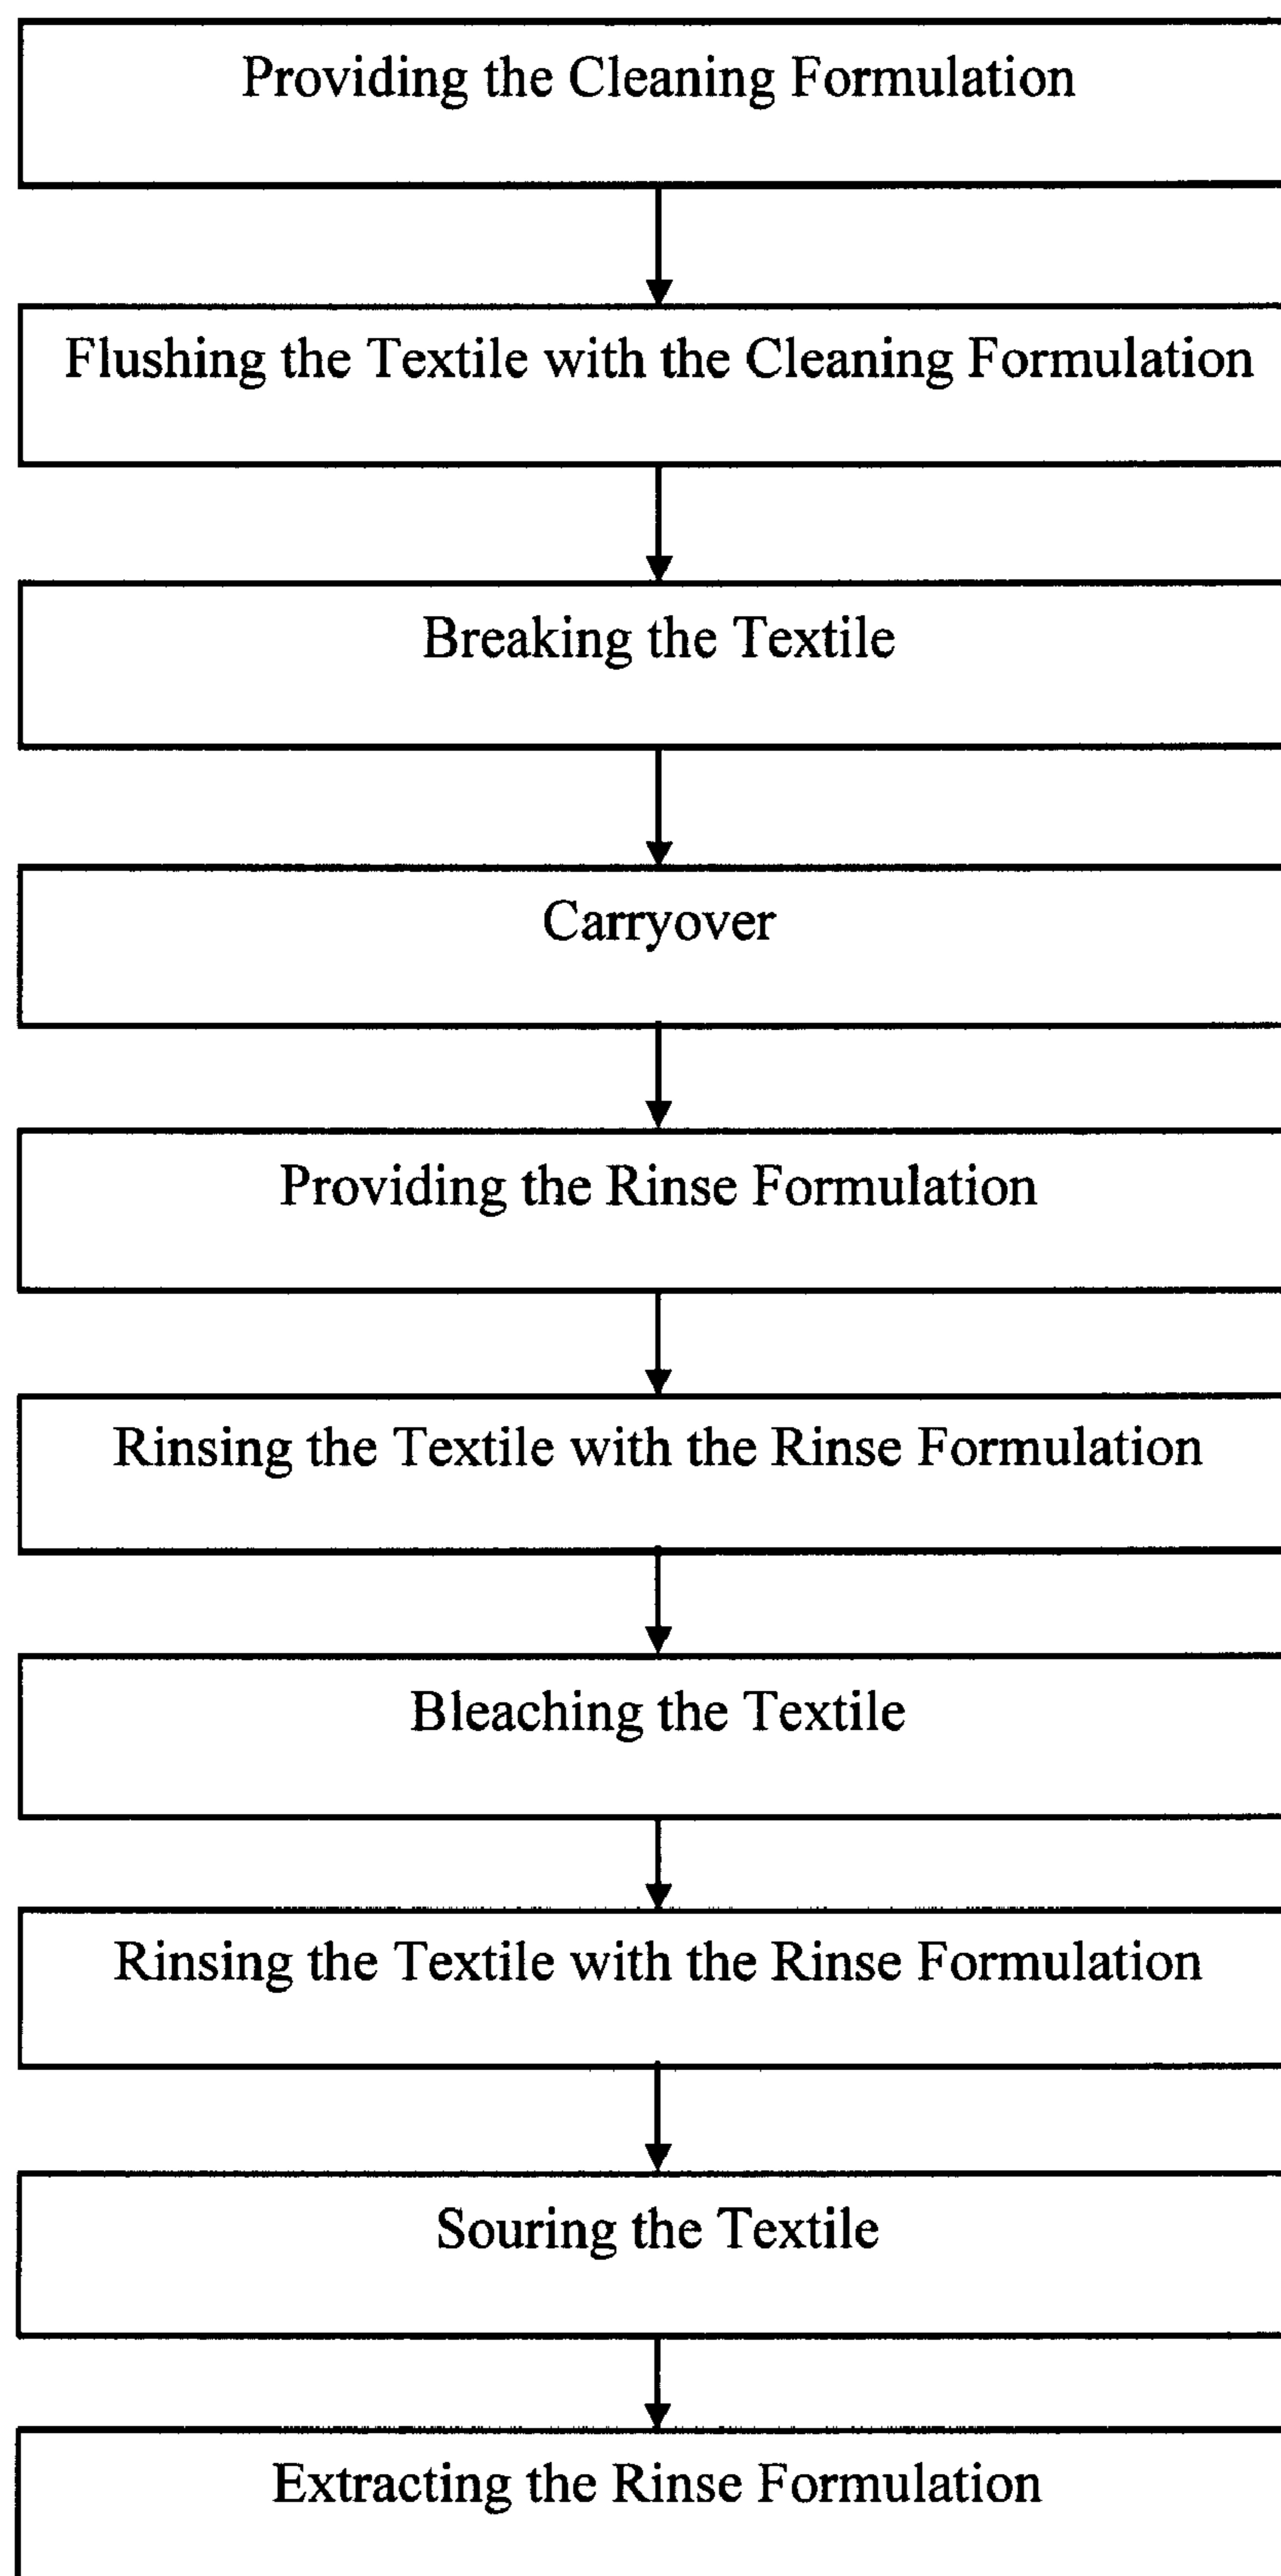 Providing the Cleaning Formulation
Flushing the Textile with the Cleaning Formulation
Breaking the Textile
Carryover
Providing the Rinse Formulation
Rinsing the Textile with the Rinse Formulation
Bleaching the Textile
Rinsing the Textile with the Rinse Formulation
Souring the Textile
Extracting the Rinse Formulation